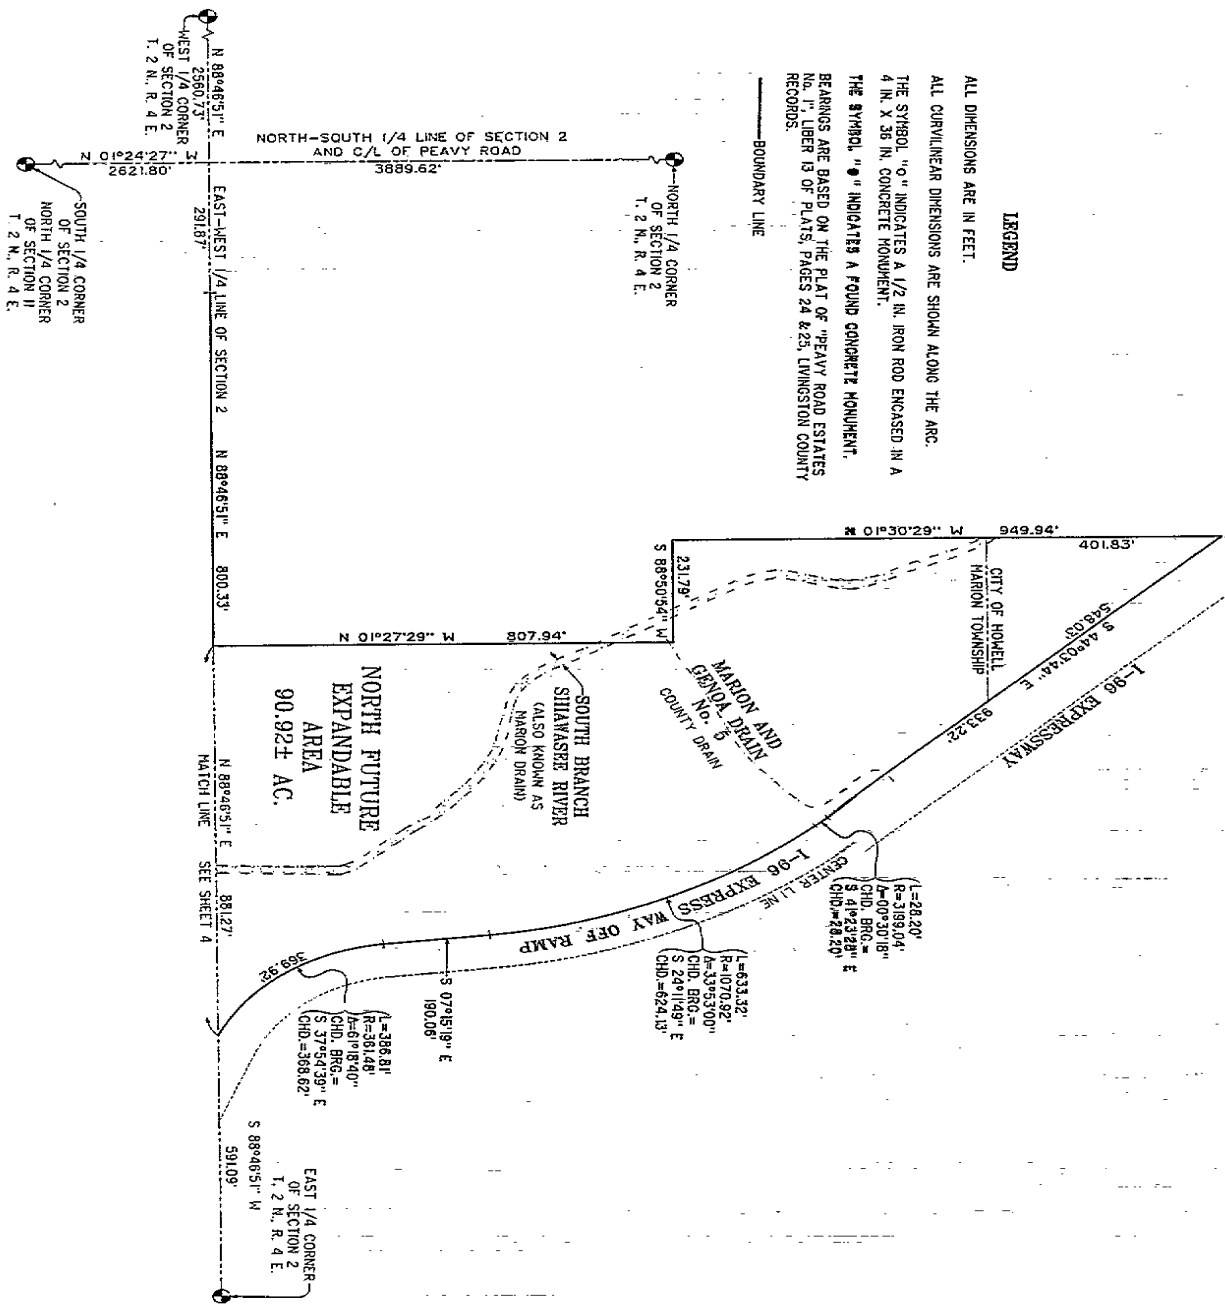 LEGEND
ALL DIMENSIONS ARE IN FEET.
ALL CURVILINEAR DIMENSIONS ARE SHOWN ALONG THE ARC.
THE SYMBOL "o" INDICATES A 1/2 IN. IRON ROD ENCASED IN A
4 IN. X 36 IN. CONCRETE MONUMENT.
THE SYMBOL "●" INDICATES A FOUND CONCRETE MONUMENT.
BEARINGS ARE BASED ON THE PLAT OF "PEAVY ROAD ESTATES
No. 1", LIBER 13 OF PLATS, PAGES 24 & 25, LIVINGSTON COUNTY
RECORDS.
BOUNDARY LINE
NORTH 1/4 CORNER
OF SECTION 2
T. 2 N., R. 4 E.
NORTH-SOUTH 1/4 LINE OF SECTION 2
AND C/L OF PEAVY ROAD
3889.62'
N 01°24'27" W
2621.80'
SOUTH 1/4 CORNER
OF SECTION 2
NORTH 1/4 CORNER
OF SECTION 11
T. 2 N., R. 4 E.
N 88°46'51" E
2560.73'
WEST 1/4 CORNER
OF SECTION 2
T. 2 N., R. 4 E.
EAST-WEST 1/4 LINE OF SECTION 2
291.87'
N 88°46'51" E
800.33'
N 01°30'29" W
949.94'
401.83'
CITY OF HOWELL
MARION TOWNSHIP
231.79'
S 88°50'54" W
N 01°27'29" W
807.94'
548.03'
S 44°03'44" E
933.22'
I-96 EXPRESSWAY
MARION AND
GENOA DRAIN
No. 5
COUNTY DRAIN
SOUTH BRANCH
SHIAWASEE RIVER
(ALSO KNOWN AS
MARION DRAIN)
NORTH FUTURE
EXPANDABLE
AREA
90.92± AC.
N 88°46'51" E
881.27'
MATCH LINE
SEE SHEET 4
L=28.20'
R=3199.04'
Δ=00°30'18"
CHD. BRG.=
S 41°23'28" E
CHD.=28.20'
CENTER LINE
I-96 EXPRESS WAY OFF RAMP
L=633.32'
R=1070.92'
Δ=33°53'00"
CHD. BRG.=
S 24°11'49" E
CHD.=624.13'
S 07°15'19" E
190.06'
369.92'
L=386.81'
R=361.48'
Δ=61°18'40"
CHD. BRG.=
S 37°54'39" E
CHD.=368.62'
S 88°46'51" W
591.09'
EAST 1/4 CORNER
OF SECTION 2
T. 2 N., R. 4 E.